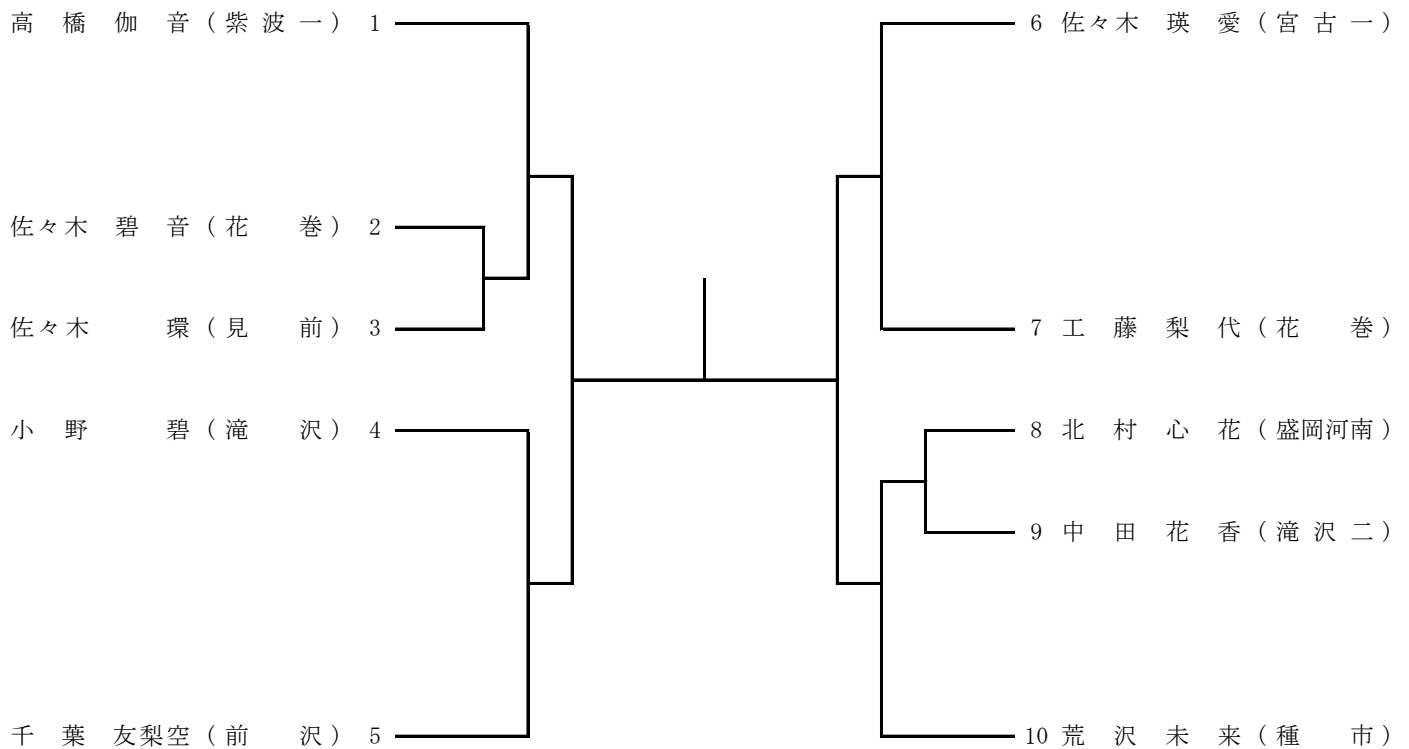 高橋伽音(紫波一) 1
佐々木碧音(花巻) 2
佐々木環(見前) 3
小野碧(滝沢) 4
千葉友梨空(前沢) 5
6 佐々木瑛愛(宮古一)
7 工藤梨代(花巻)
8 北村心花(盛岡河南)
9 中田花香(滝沢二)
10 荒沢未来(種市)